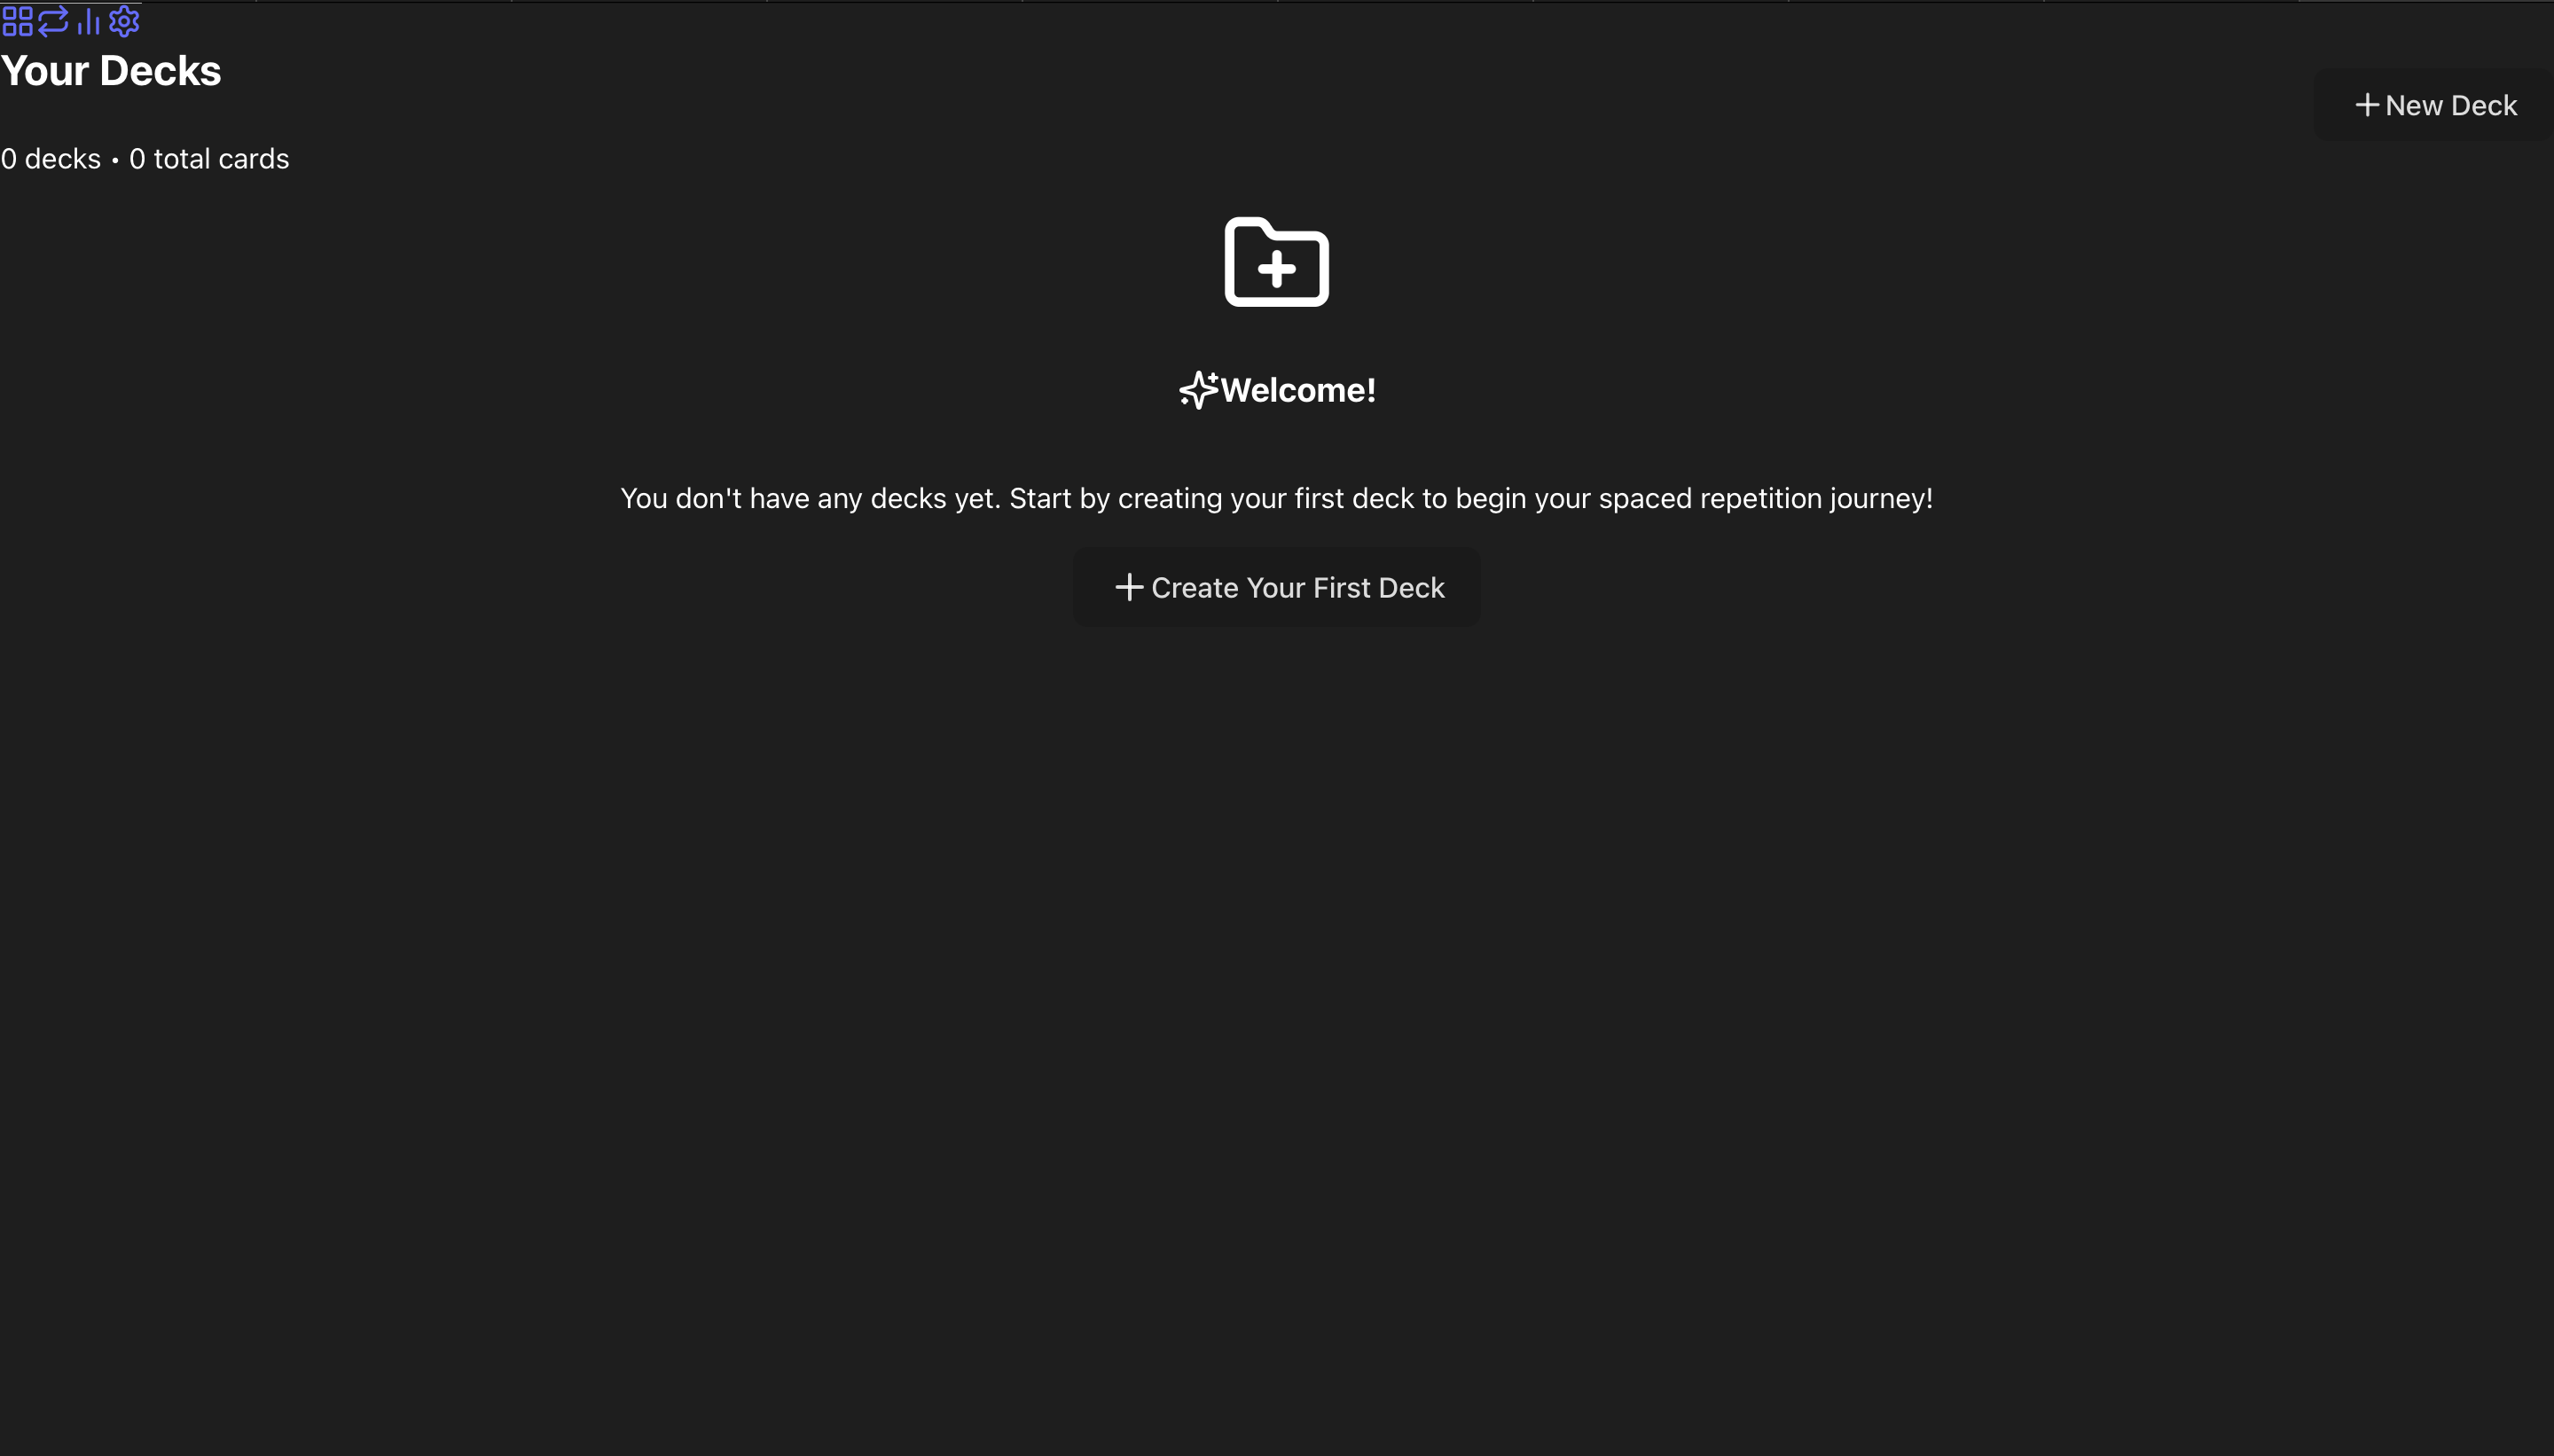 Your Decks
New Deck
0 decks • 0 total cards
Welcome!
You don't have any decks yet. Start by creating your first deck to begin your spaced repetition journey!
Create Your First Deck